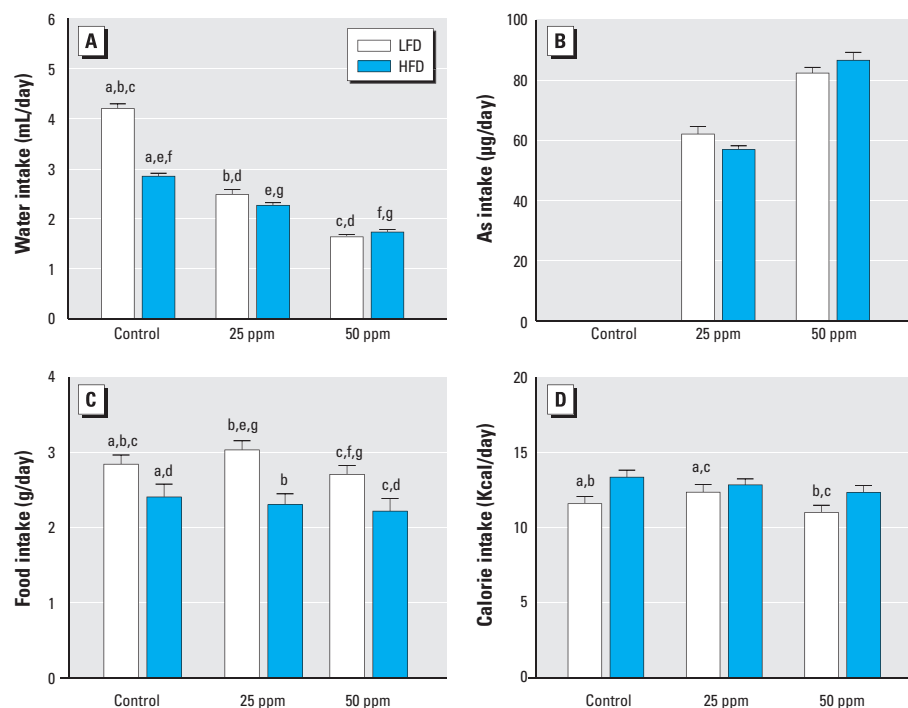 A
Water intake (mL/day)
6
5
4
3
2
1
0
LFD
HFD
a,b,c
a,e,f
b,d
e,g
c,d
f,g
Control
25 ppm
50 ppm
B
As intake (µg/day)
100
80
60
40
20
0
Control
25 ppm
50 ppm
C
Food intake (g/day)
4
3
2
1
0
a,b,c
a,d
b,e,g
b
c,f,g
c,d
Control
25 ppm
50 ppm
D
Calorie intake (Kcal/day)
20
15
10
5
0
a,b
a,c
b,c
Control
25 ppm
50 ppm